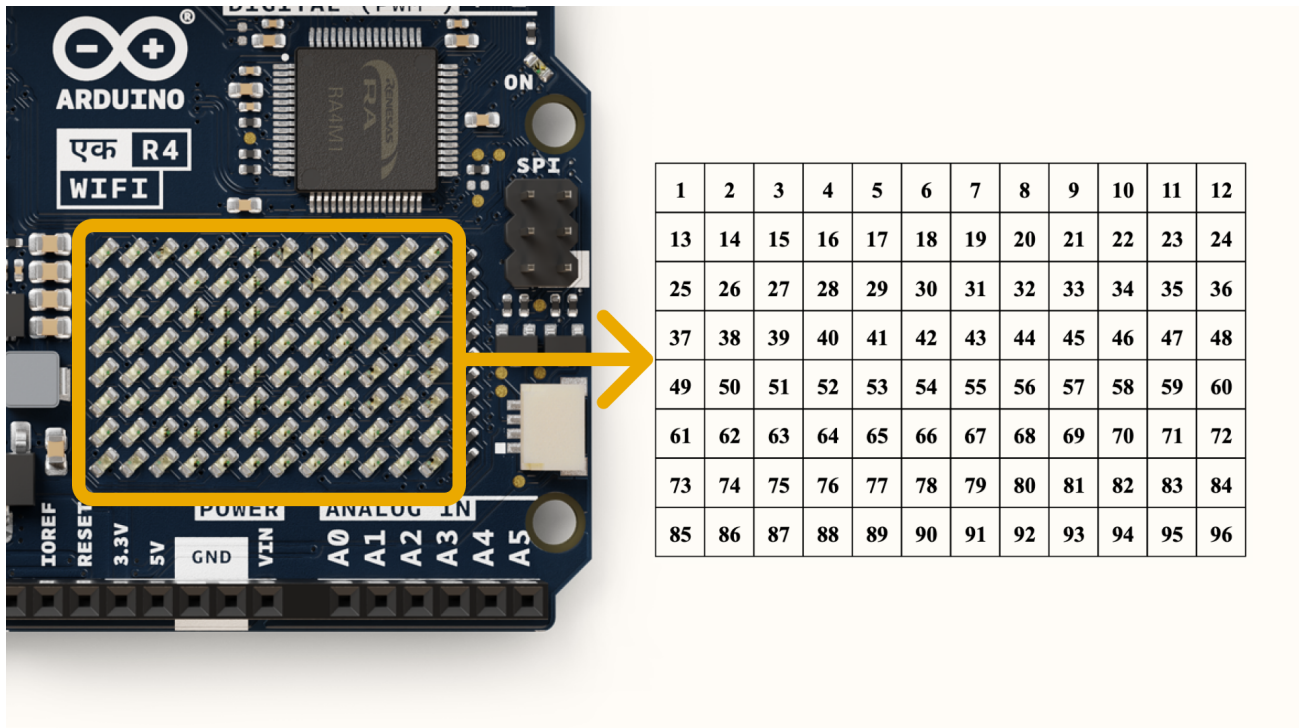 DIGITAL (PWM~)
®
ARDUINO
एक R4
WIFI
RENESAS
RA
RA4M1
ON
SPI
1 2 3 4 5 6 7 8 9 10 11 12
13 14 15 16 17 18 19 20 21 22 23 24
25 26 27 28 29 30 31 32 33 34 35 36
37 38 39 40 41 42 43 44 45 46 47 48
49 50 51 52 53 54 55 56 57 58 59 60
61 62 63 64 65 66 67 68 69 70 71 72
73 74 75 76 77 78 79 80 81 82 83 84
85 86 87 88 89 90 91 92 93 94 95 96
POWER
ANALOG IN
IOREF
RESET
3.3V
5V
GND
VIN
A0
A1
A2
A3
A4
A5